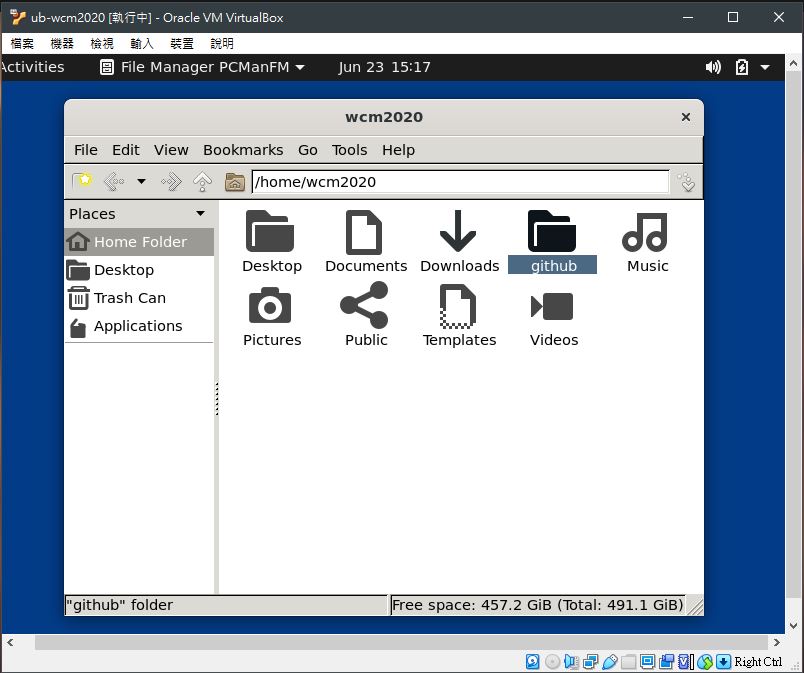 ub-wcm2020 [執行中] - Oracle VM VirtualBox
檔案 機器 檢視 輸入 裝置 說明
Activities File Manager PCManFM Jun 23 15:17
wcm2020
File Edit View Bookmarks Go Tools Help
/home/wcm2020
Places
Home Folder
Desktop
Trash Can
Applications
Desktop Documents Downloads github Music
Pictures Public Templates Videos
"github" folder Free space: 457.2 GiB (Total: 491.1 GiB)
Right Ctrl